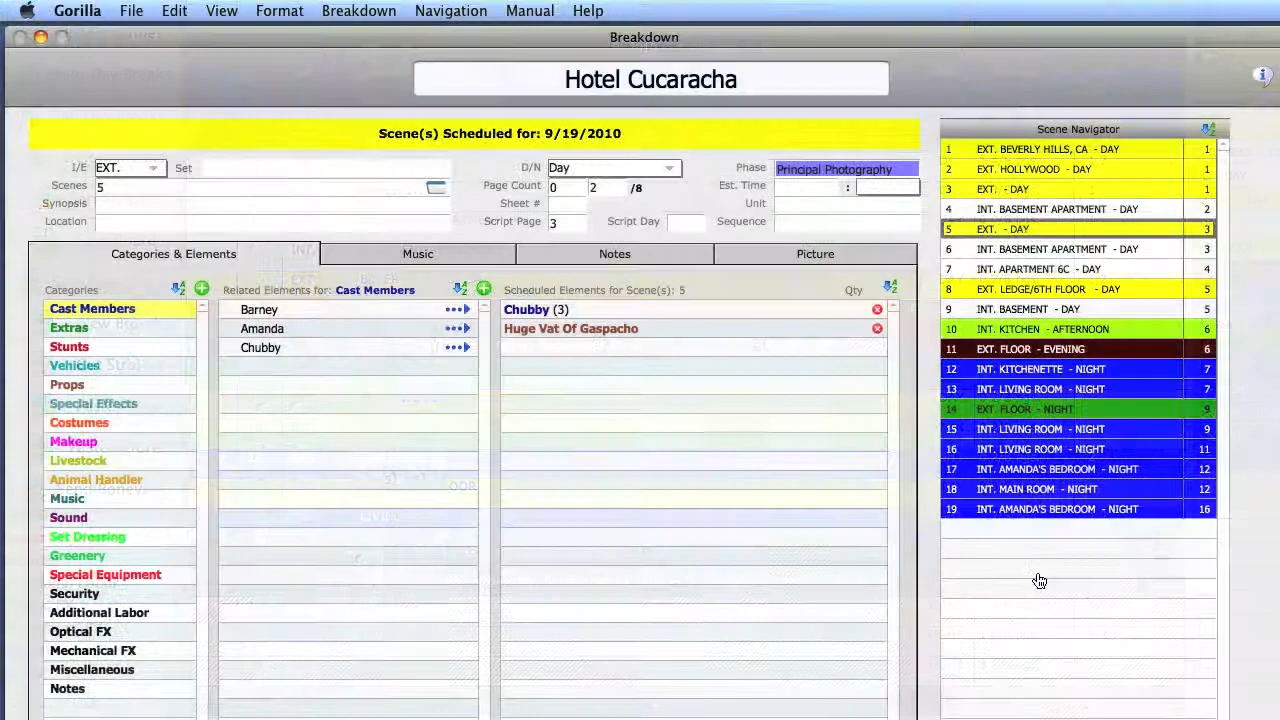 Gorilla File Edit View Format Breakdown Navigation Manual Help
Breakdown
Hotel Cucaracha
Scene(s) Scheduled for: 9/19/2010
I/E EXT. Set D/N Day Phase Principal Photography
Scenes 5 Page Count 0 2 /8 Est. Time :
Synopsis Sheet # Unit
Location Script Page 3 Script Day Sequence
Categories & Elements Music Notes Picture
Categories Related Elements for: Cast Members Scheduled Elements for Scene(s): 5 Qty
Cast Members Barney Chubby (3)
Extras Amanda Huge Vat Of Gaspacho
Stunts Chubby
Vehicles
Props
Special Effects
Costumes
Makeup
Livestock
Animal Handler
Music
Sound
Set Dressing
Greenery
Special Equipment
Security
Additional Labor
Optical FX
Mechanical FX
Miscellaneous
Notes
Scene Navigator
1 EXT. BEVERLY HILLS, CA - DAY 1
2 EXT. HOLLYWOOD - DAY 1
3 EXT. - DAY 1
4 INT. BASEMENT APARTMENT - DAY 2
5 EXT. - DAY 3
6 INT. BASEMENT APARTMENT - DAY 3
7 INT. APARTMENT 6C - DAY 4
8 EXT. LEDGE/6TH FLOOR - DAY 5
9 INT. BASEMENT - DAY 5
10 INT. KITCHEN - AFTERNOON 6
11 EXT. FLOOR - EVENING 6
12 INT. KITCHENETTE - NIGHT 7
13 INT. LIVING ROOM - NIGHT 7
14 EXT. FLOOR - NIGHT 9
15 INT. LIVING ROOM - NIGHT 9
16 INT. LIVING ROOM - NIGHT 11
17 INT. AMANDA'S BEDROOM - NIGHT 12
18 INT. MAIN ROOM - NIGHT 12
19 INT. AMANDA'S BEDROOM - NIGHT 16